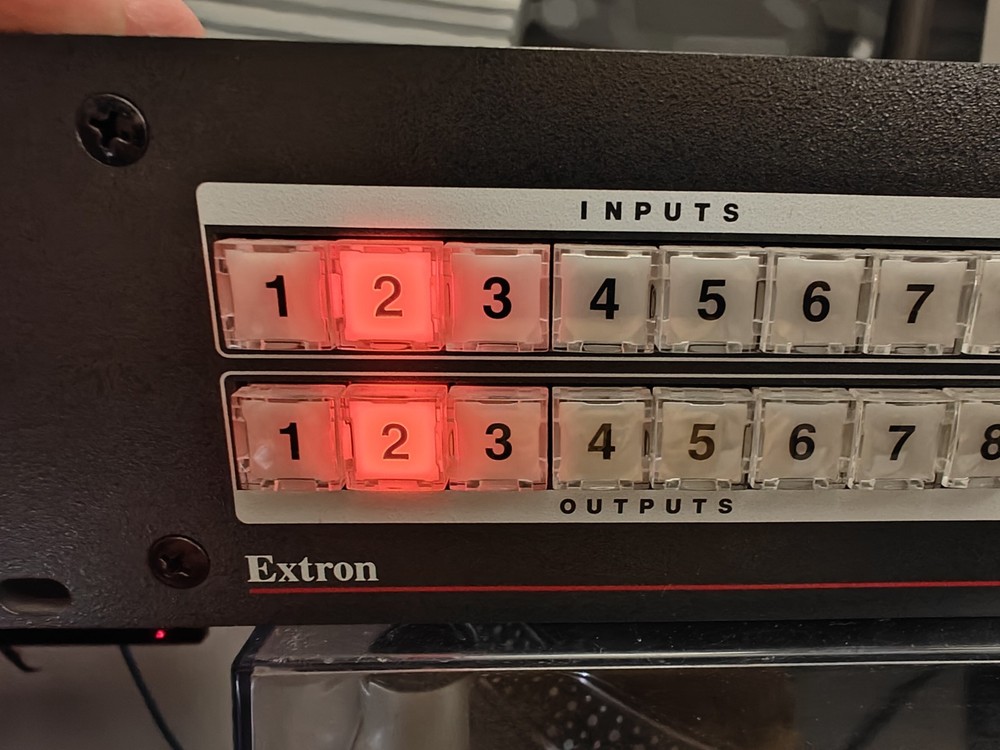 INPUTS
1 2 3 4 5 6 7
1 2 3 4 5 6 7 8
OUTPUTS
Extron